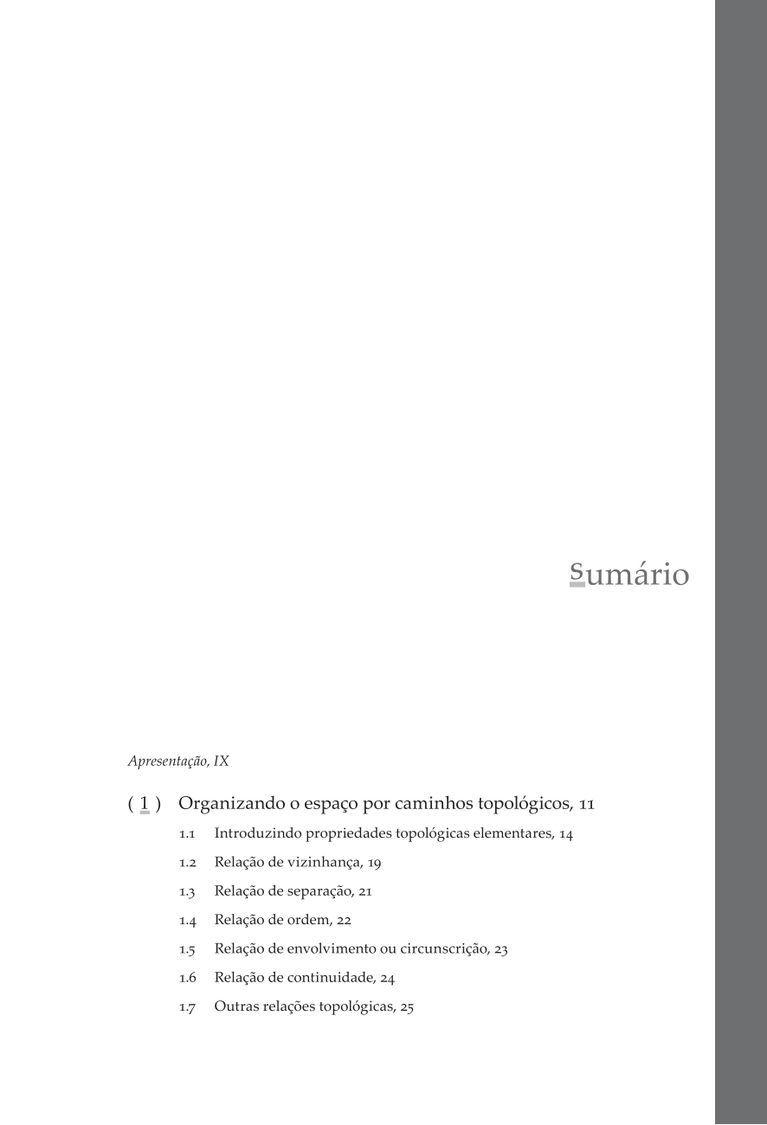 sumário
Apresentação, IX
( 1 ) Organizando o espaço por caminhos topológicos, 11
1.1 Introduzindo propriedades topológicas elementares, 14
1.2 Relação de vizinhança, 19
1.3 Relação de separação, 21
1.4 Relação de ordem, 22
1.5 Relação de envolvimento ou circunscrição, 23
1.6 Relação de continuidade, 24
1.7 Outras relações topológicas, 25